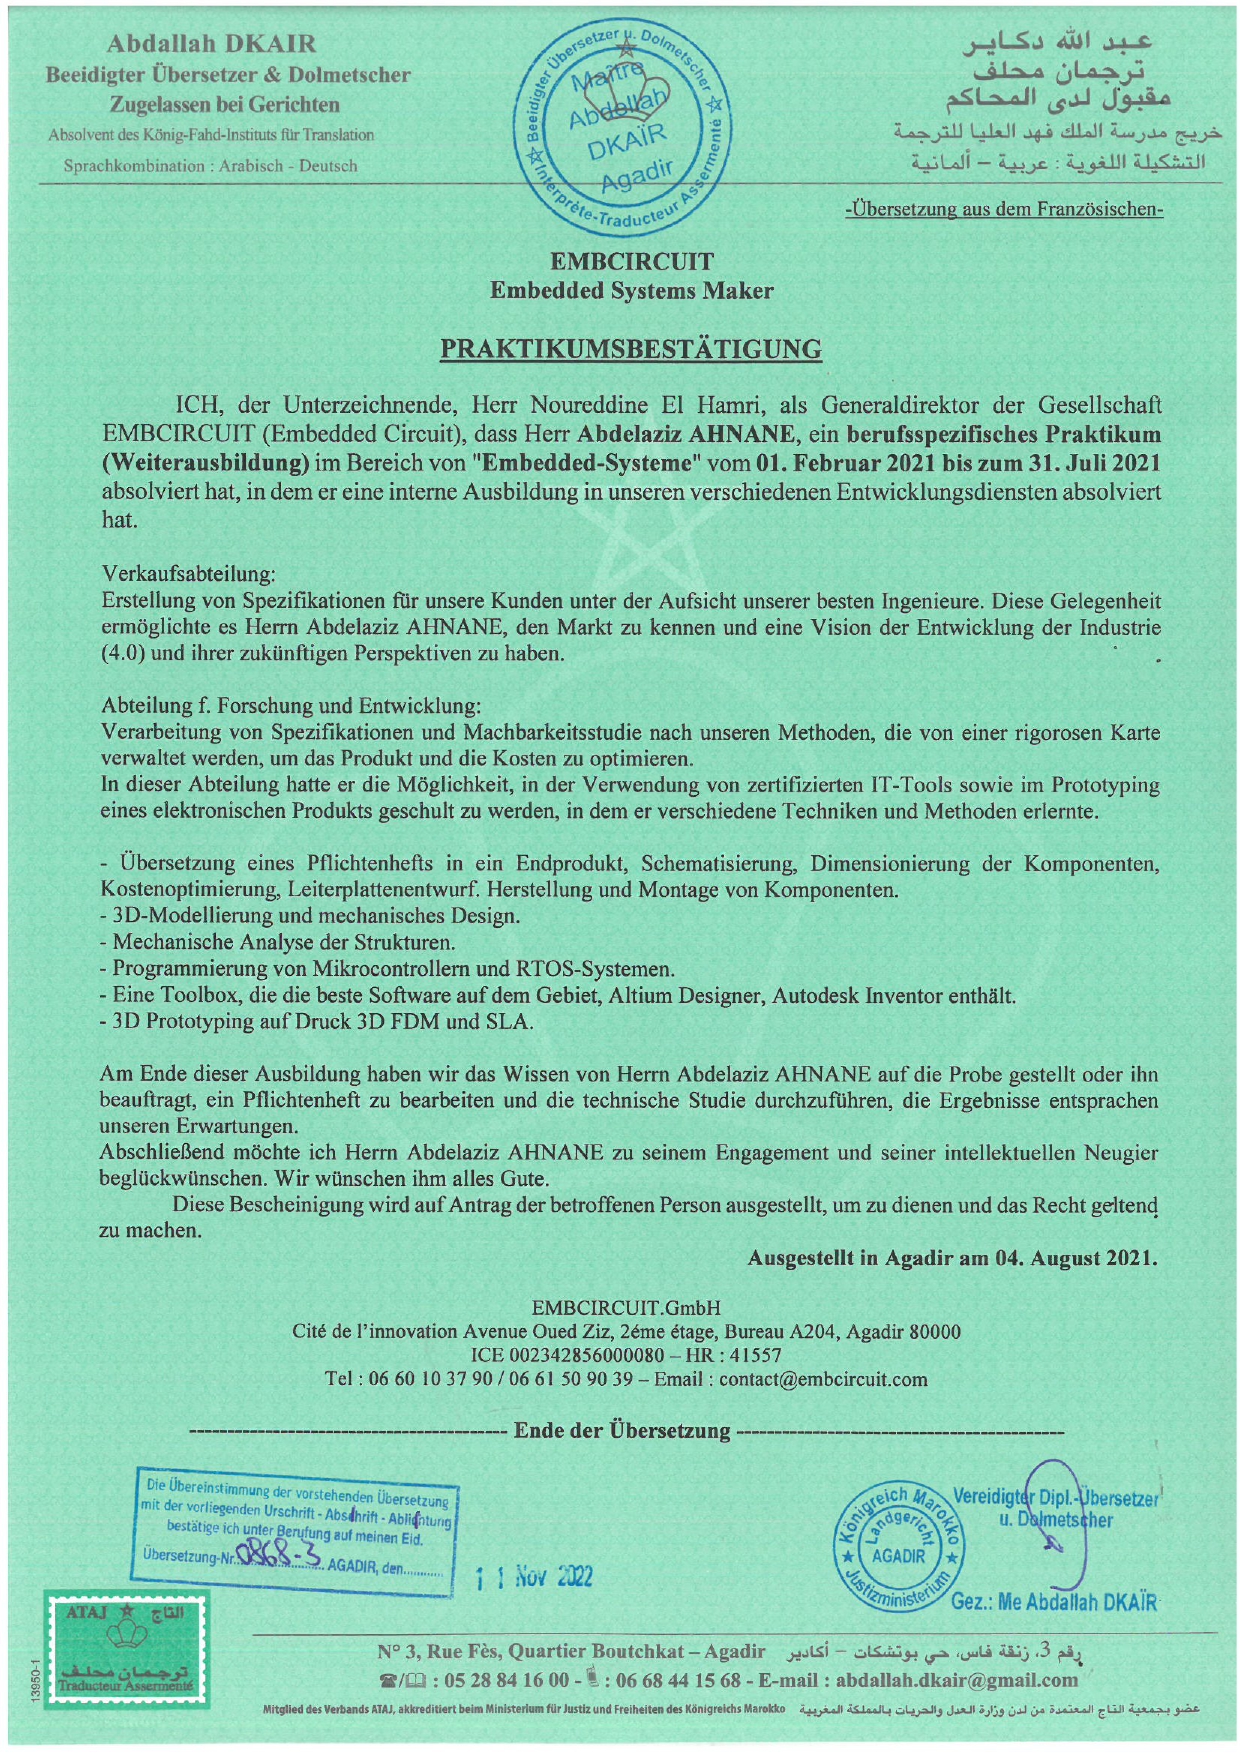 Abdallah DKAIR
Beeidigter Übersetzer & Dolmetscher
Zugelassen bei Gerichten
Absolvent des König-Fahd-Instituts für Translation
Sprachkombination : Arabisch - Deutsch
Beeidigter Übersetzer u. Dolmetscher
Interprète-Traducteur Assermenté
Maître
Abdallah
DKAÏR
Agadir
عبد الله دكاير
ترجمان محلف
مقبول لدى المحاكم
خريج مدرسة الملك فهد العليا للترجمة
التشكيلة اللغوية : عربية – ألمانية
-Übersetzung aus dem Französischen-
EMBCIRCUIT
Embedded Systems Maker
PRAKTIKUMSBESTÄTIGUNG
ICH, der Unterzeichnende, Herr Noureddine El Hamri, als Generaldirektor der Gesellschaft
EMBCIRCUIT (Embedded Circuit), dass Herr Abdelaziz AHNANE, ein berufsspezifisches Praktikum
(Weiterausbildung) im Bereich von "Embedded-Systeme" vom 01. Februar 2021 bis zum 31. Juli 2021
absolviert hat, in dem er eine interne Ausbildung in unseren verschiedenen Entwicklungsdiensten absolviert
hat.
Verkaufsabteilung:
Erstellung von Spezifikationen für unsere Kunden unter der Aufsicht unserer besten Ingenieure. Diese Gelegenheit
ermöglichte es Herrn Abdelaziz AHNANE, den Markt zu kennen und eine Vision der Entwicklung der Industrie
(4.0) und ihrer zukünftigen Perspektiven zu haben.
Abteilung f. Forschung und Entwicklung:
Verarbeitung von Spezifikationen und Machbarkeitsstudie nach unseren Methoden, die von einer rigorosen Karte
verwaltet werden, um das Produkt und die Kosten zu optimieren.
In dieser Abteilung hatte er die Möglichkeit, in der Verwendung von zertifizierten IT-Tools sowie im Prototyping
eines elektronischen Produkts geschult zu werden, in dem er verschiedene Techniken und Methoden erlernte.
- Übersetzung eines Pflichtenhefts in ein Endprodukt, Schematisierung, Dimensionierung der Komponenten,
Kostenoptimierung, Leiterplattenentwurf. Herstellung und Montage von Komponenten.
- 3D-Modellierung und mechanisches Design.
- Mechanische Analyse der Strukturen.
- Programmierung von Mikrocontrollern und RTOS-Systemen.
- Eine Toolbox, die die beste Software auf dem Gebiet, Altium Designer, Autodesk Inventor enthält.
- 3D Prototyping auf Druck 3D FDM und SLA.
Am Ende dieser Ausbildung haben wir das Wissen von Herrn Abdelaziz AHNANE auf die Probe gestellt oder ihn
beauftragt, ein Pflichtenheft zu bearbeiten und die technische Studie durchzuführen, die Ergebnisse entsprachen
unseren Erwartungen.
Abschließend möchte ich Herrn Abdelaziz AHNANE zu seinem Engagement und seiner intellektuellen Neugier
beglückwünschen. Wir wünschen ihm alles Gute.
Diese Bescheinigung wird auf Antrag der betroffenen Person ausgestellt, um zu dienen und das Recht geltend
zu machen.
Ausgestellt in Agadir am 04. August 2021.
EMBCIRCUIT.GmbH
Cité de l'innovation Avenue Oued Ziz, 2éme étage, Bureau A204, Agadir 80000
ICE 002342856000080 – HR : 41557
Tel : 06 60 10 37 90 / 06 61 50 90 39 – Email : contact@embcircuit.com
----------------------------------------- Ende der Übersetzung ------------------------------------------
Die Übereinstimmung der vorstehenden Übersetzung
mit der vorliegenden Urschrift - Abschrift - Ablichtung
bestätige ich unter Berufung auf meinen Eid.
Übersetzung-Nr. 0868-3 AGADIR, den............
11 Nov 2022
Königreich Marokko
Justizministerium
Landgericht
AGADIR
Vereidigter Dipl.-Übersetzer
u. Dolmetscher
Gez.: Me Abdallah DKAÏR
ATAJ التاج
ترجمان محلف
Traducteur Assermenté
13950-1
N° 3, Rue Fès, Quartier Boutchkat – Agadir رقم 3، زنقة فاس، حي بوتشكات – أكادير
☎/🕮 : 05 28 84 16 00 - 📱 : 06 68 44 15 68 - E-mail : abdallah.dkair@gmail.com
Mitglied des Verbands ATAJ, akkreditiert beim Ministerium für Justiz und Freiheiten des Königreichs Marokko عضو بجمعية التاج المعتمدة من لدن وزارة العدل والحريات بالمملكة المغربية